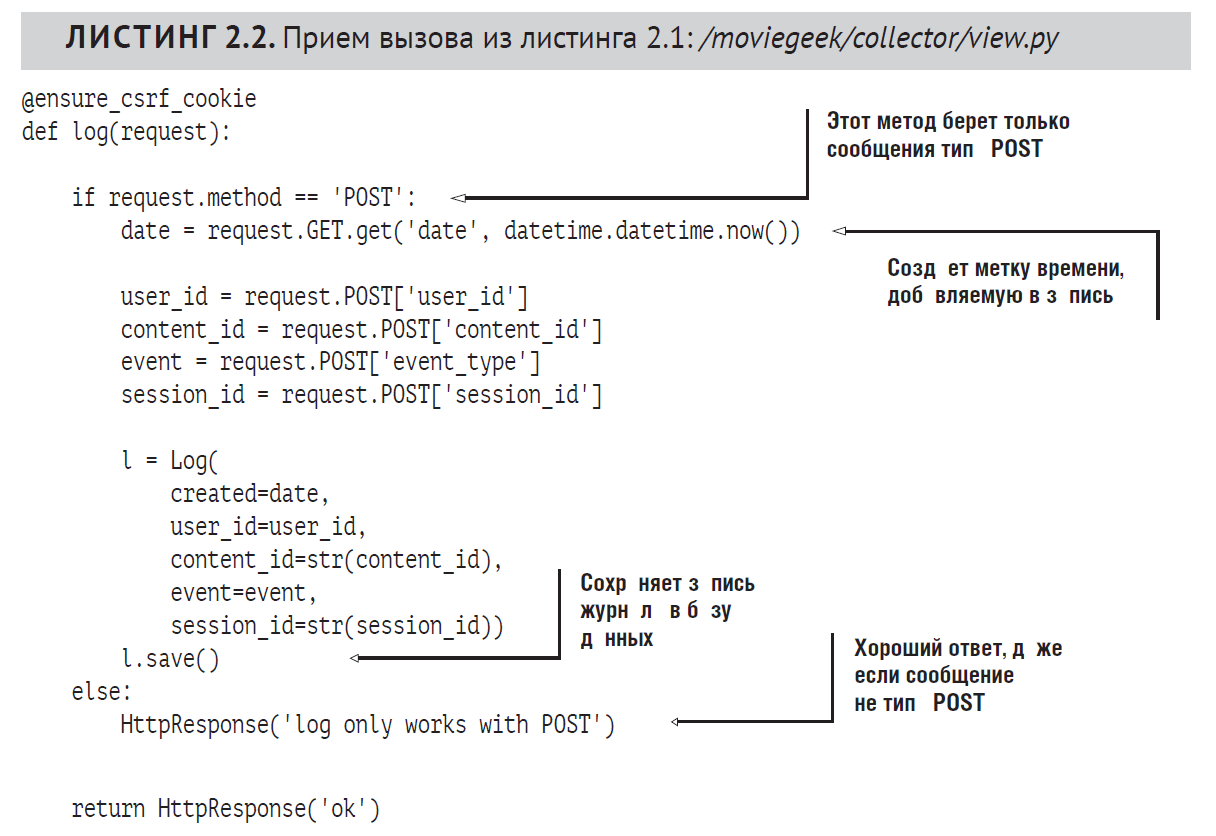 ЛИСТИНГ 2.2. Прием вызова из листинга 2.1: /moviegeek/collector/view.py
@ensure_csrf_cookie
def log(request):
Этот метод берет только
сообщения тип POST
if request.method == 'POST':
date = request.GET.get('date', datetime.datetime.now())
Созд ет метку времени,
доб вляемую в з пись
user_id = request.POST['user_id']
content_id = request.POST['content_id']
event = request.POST['event_type']
session_id = request.POST['session_id']
l = Log(
created=date,
user_id=user_id,
content_id=str(content_id),
event=event,
session_id=str(session_id))
l.save()
Сохр няет з пись
журн л в б зу
д нных
else:
HttpResponse('log only works with POST')
Хороший ответ, д же
если сообщение
не тип POST
return HttpResponse('ok')